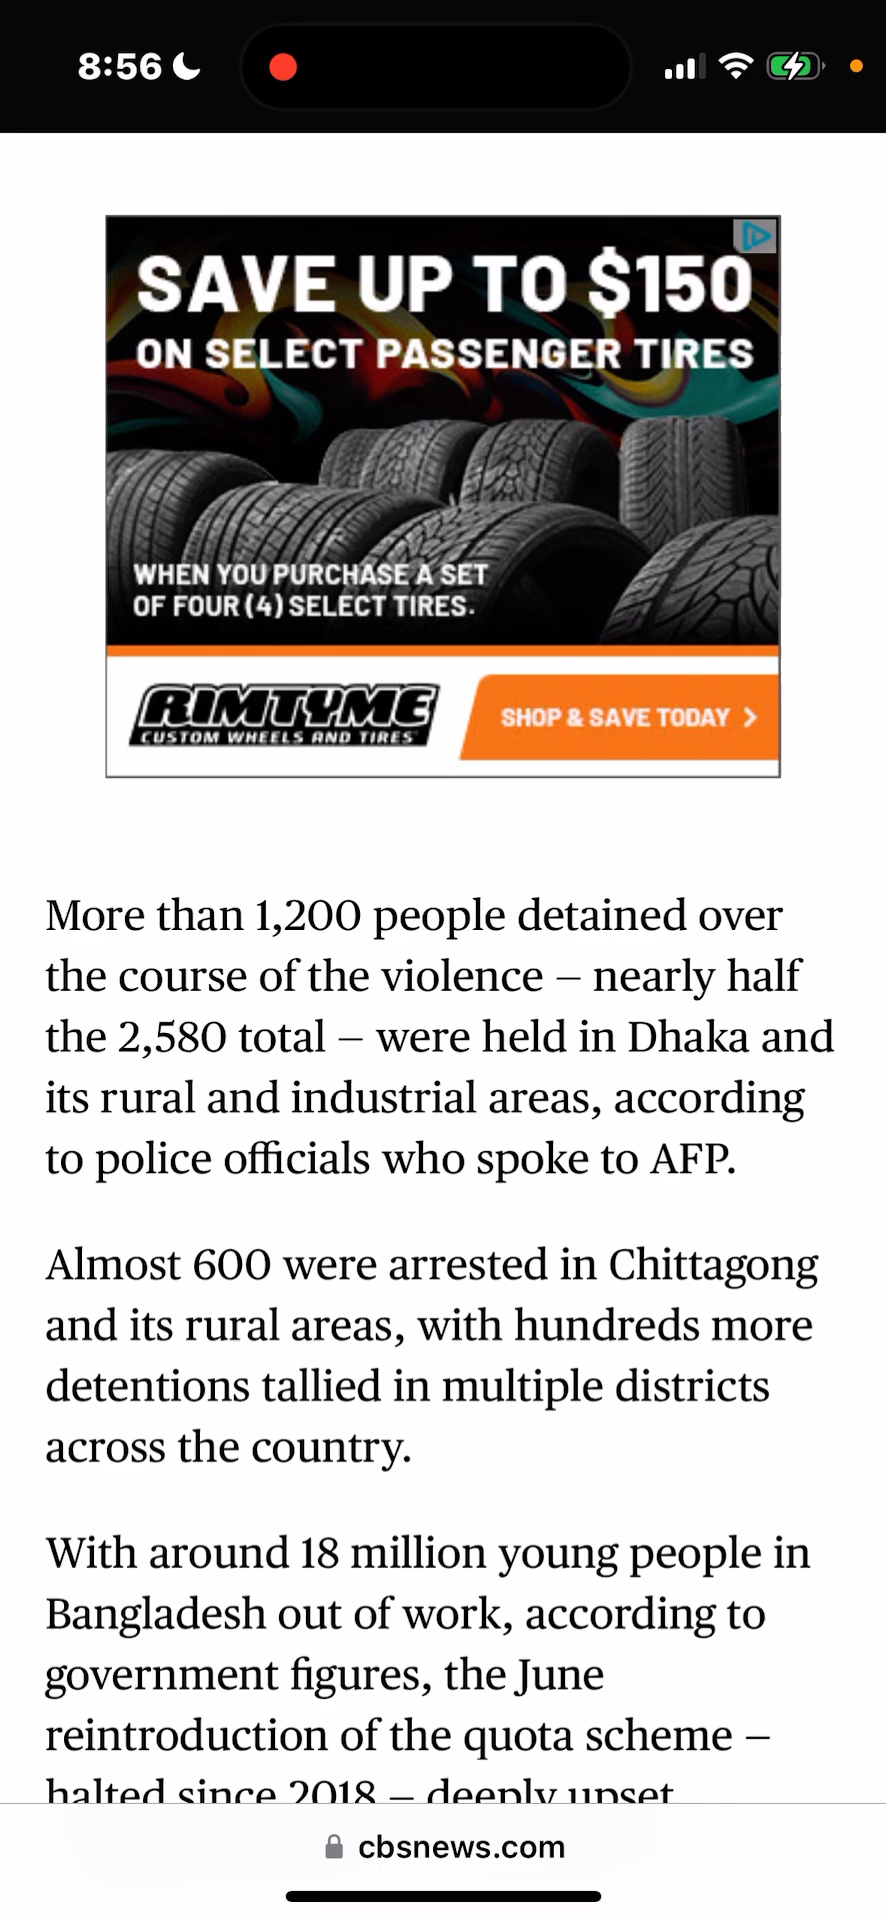 8:56
SAVE UP TO $150
ON SELECT PASSENGER TIRES
WHEN YOU PURCHASE A SET
OF FOUR (4) SELECT TIRES.
RIMTYME
CUSTOM WHEELS AND TIRES
SHOP & SAVE TODAY >
More than 1,200 people detained over
the course of the violence – nearly half
the 2,580 total – were held in Dhaka and
its rural and industrial areas, according
to police officials who spoke to AFP.
Almost 600 were arrested in Chittagong
and its rural areas, with hundreds more
detentions tallied in multiple districts
across the country.
With around 18 million young people in
Bangladesh out of work, according to
government figures, the June
reintroduction of the quota scheme –
halted since 2018 – deeply upset
cbsnews.com